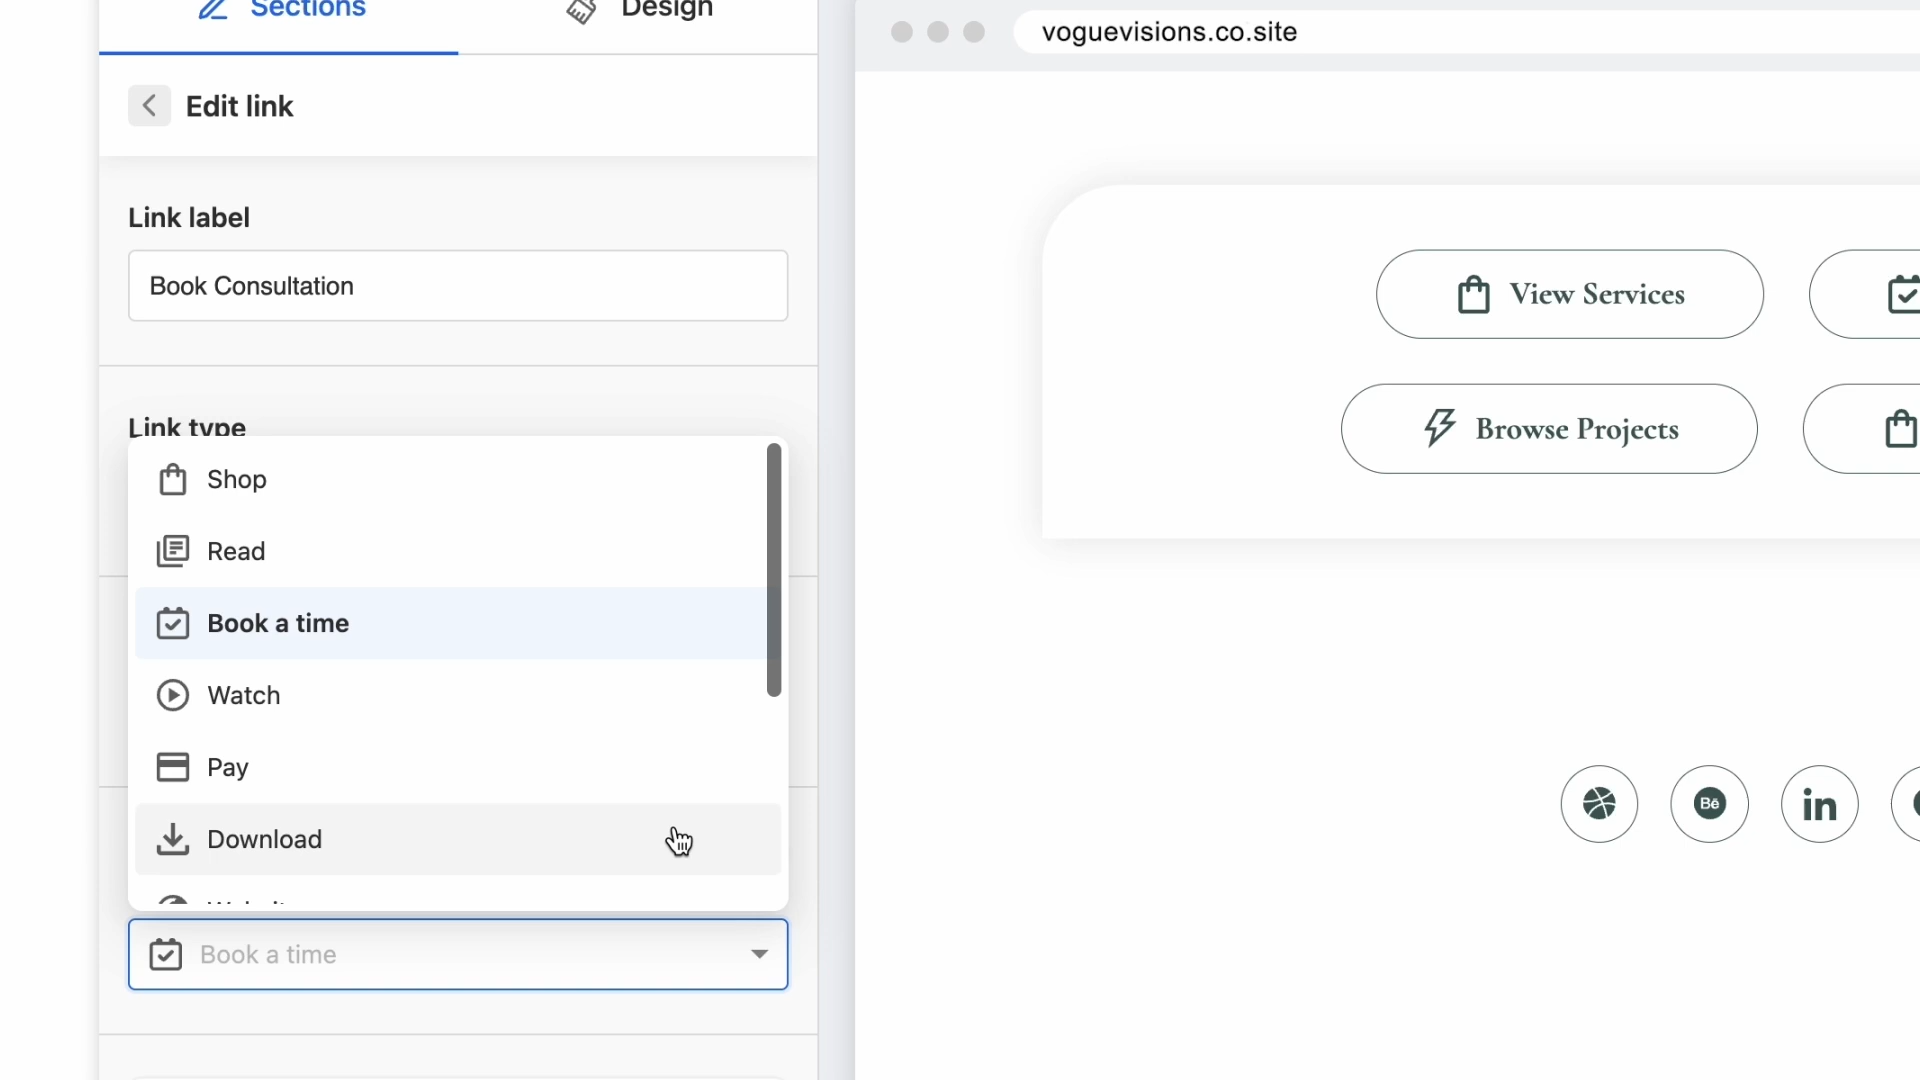 Sections
Design
voguevisions.co.site
Edit link
Link label
Book Consultation
View Services
Link type
Browse Projects
Shop
Read
Book a time
Watch
Pay
Bē
in
Download
Book a time